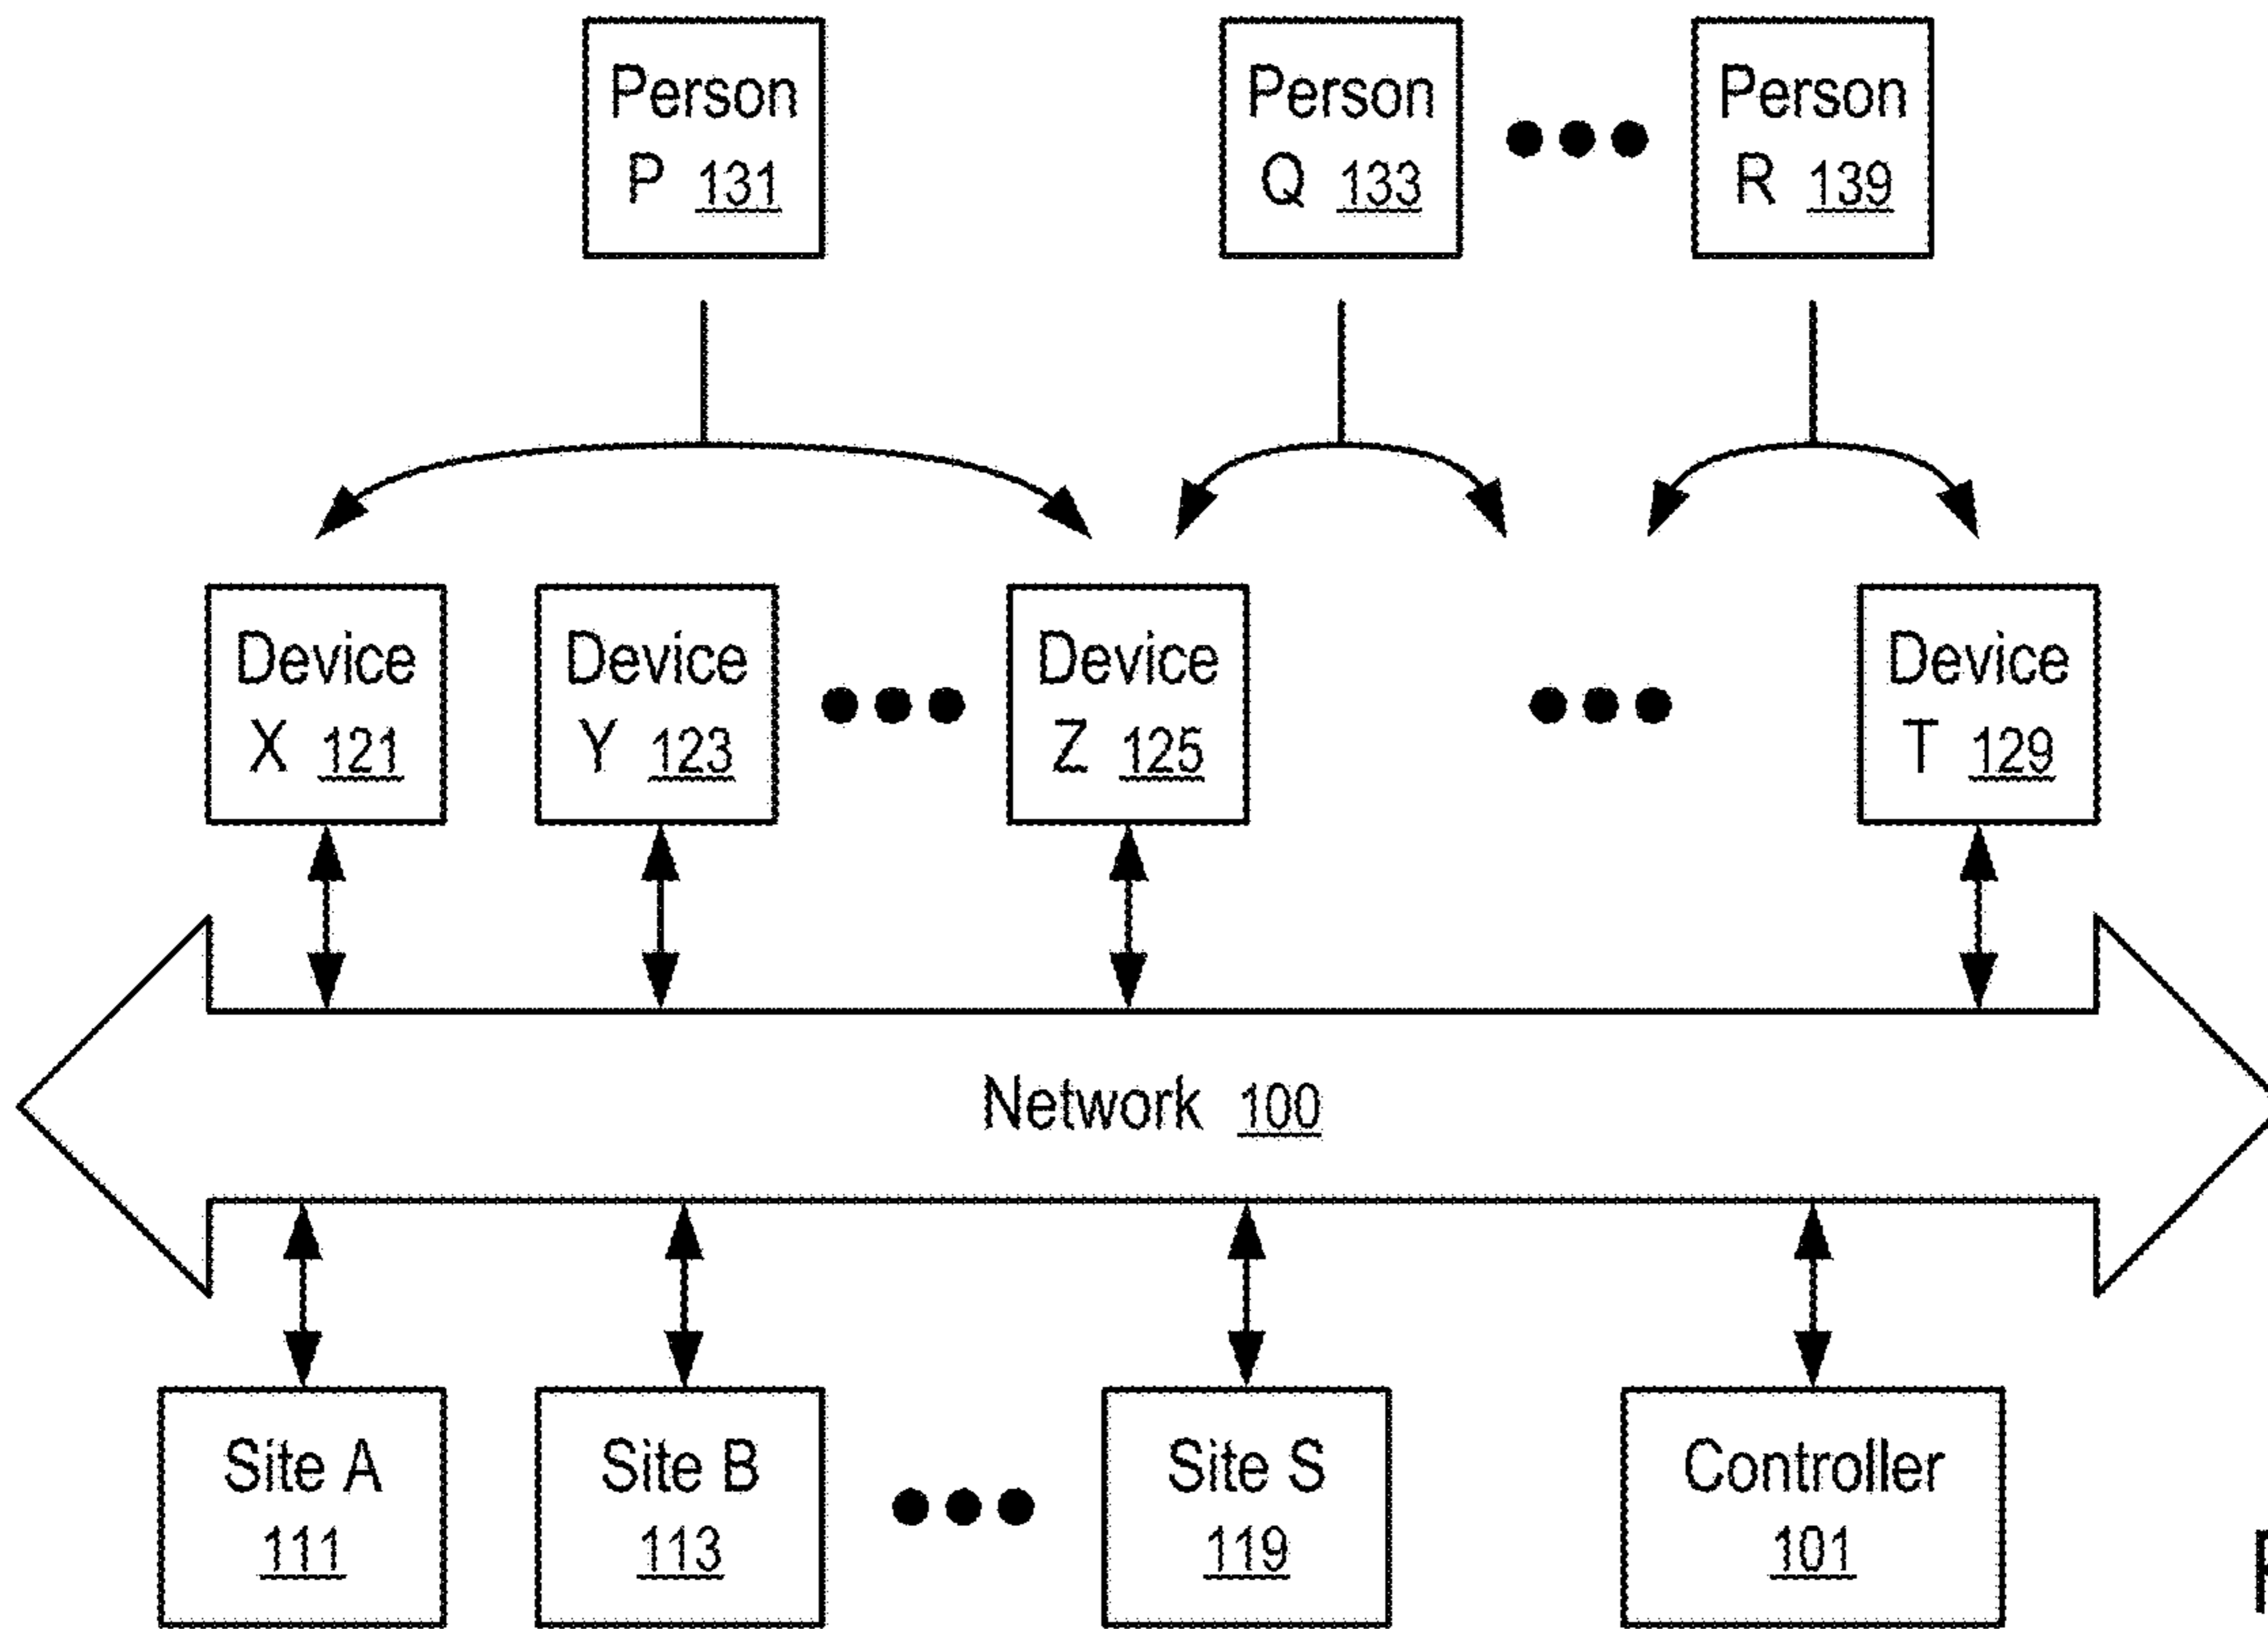 Person
P 131
Person
Q 133
Person
R 139
Device
X 121
Device
Y 123
Device
Z 125
Device
T 129
Network 100
Site A
111
Site B
113
Site S
119
Controller
101